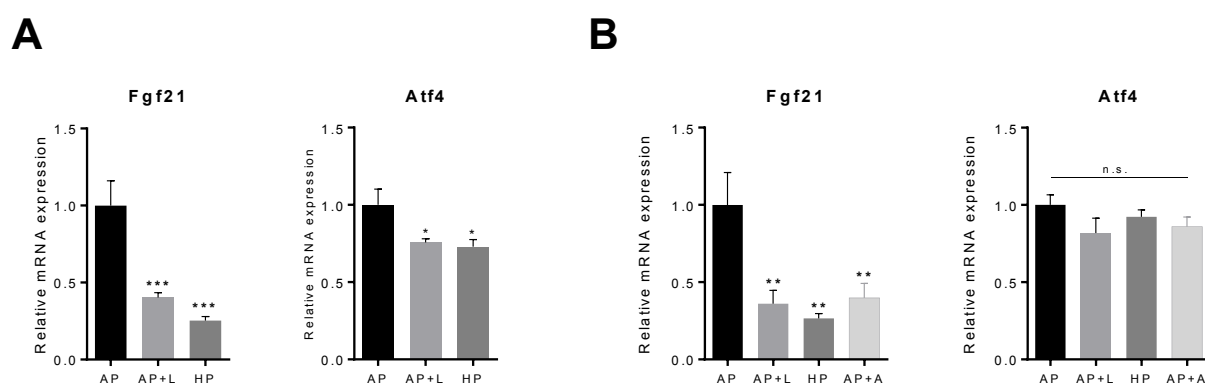 A
B
Fgf21
Atf4
Fgf21
Atf4
Relative mRNA expression
1.5
1.0
0.5
0.0
***
***
AP
AP+L
HP
Relative mRNA expression
1.5
1.0
0.5
0.0
*
*
AP
AP+L
HP
Relative mRNA expression
1.5
1.0
0.5
0.0
**
**
**
AP
AP+L
HP
AP+A
Relative mRNA expression
1.5
1.0
0.5
0.0
n.s.
AP
AP+L
HP
AP+A